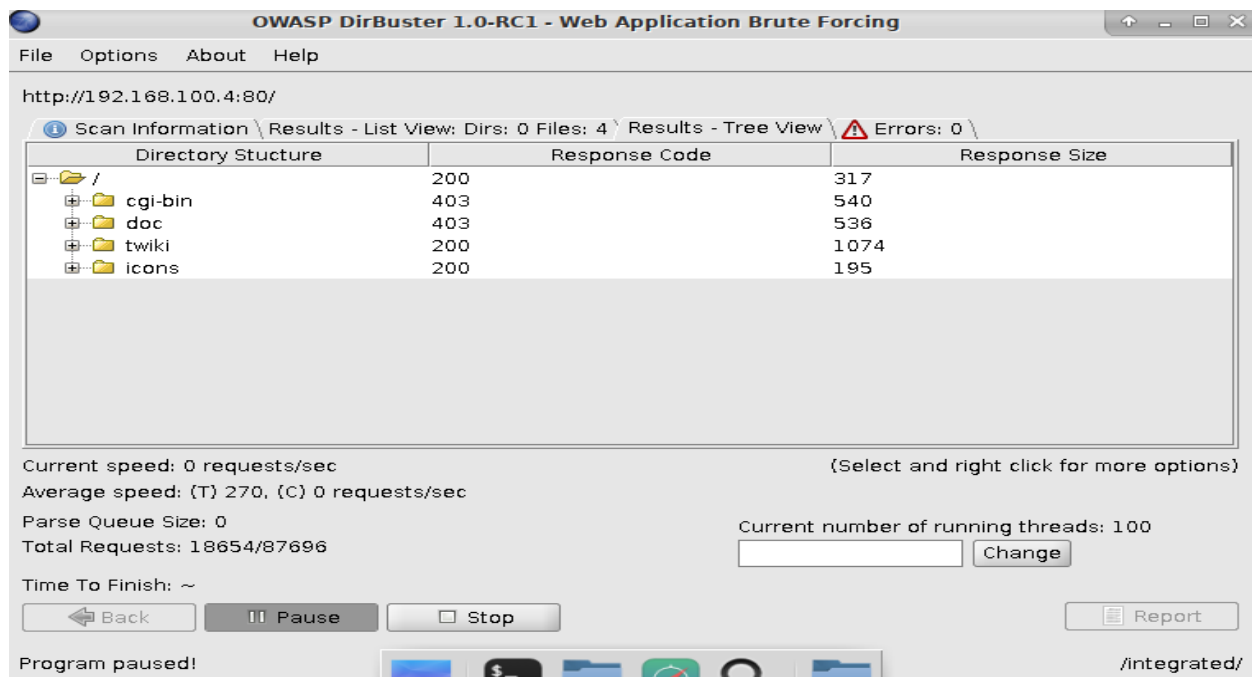 OWASP DirBuster 1.0-RC1 - Web Application Brute Forcing
File Options About Help
http://192.168.100.4:80/
Scan Information Results - List View: Dirs: 0 Files: 4 Results - Tree View Errors: 0
Directory Stucture Response Code Response Size
/ 200 317
cgi-bin 403 540
doc 403 536
twiki 200 1074
icons 200 195
Current speed: 0 requests/sec (Select and right click for more options)
Average speed: (T) 270, (C) 0 requests/sec
Parse Queue Size: 0 Current number of running threads: 100
Total Requests: 18654/87696 Change
Time To Finish: ~
Back Pause Stop Report
Program paused! /integrated/
$_